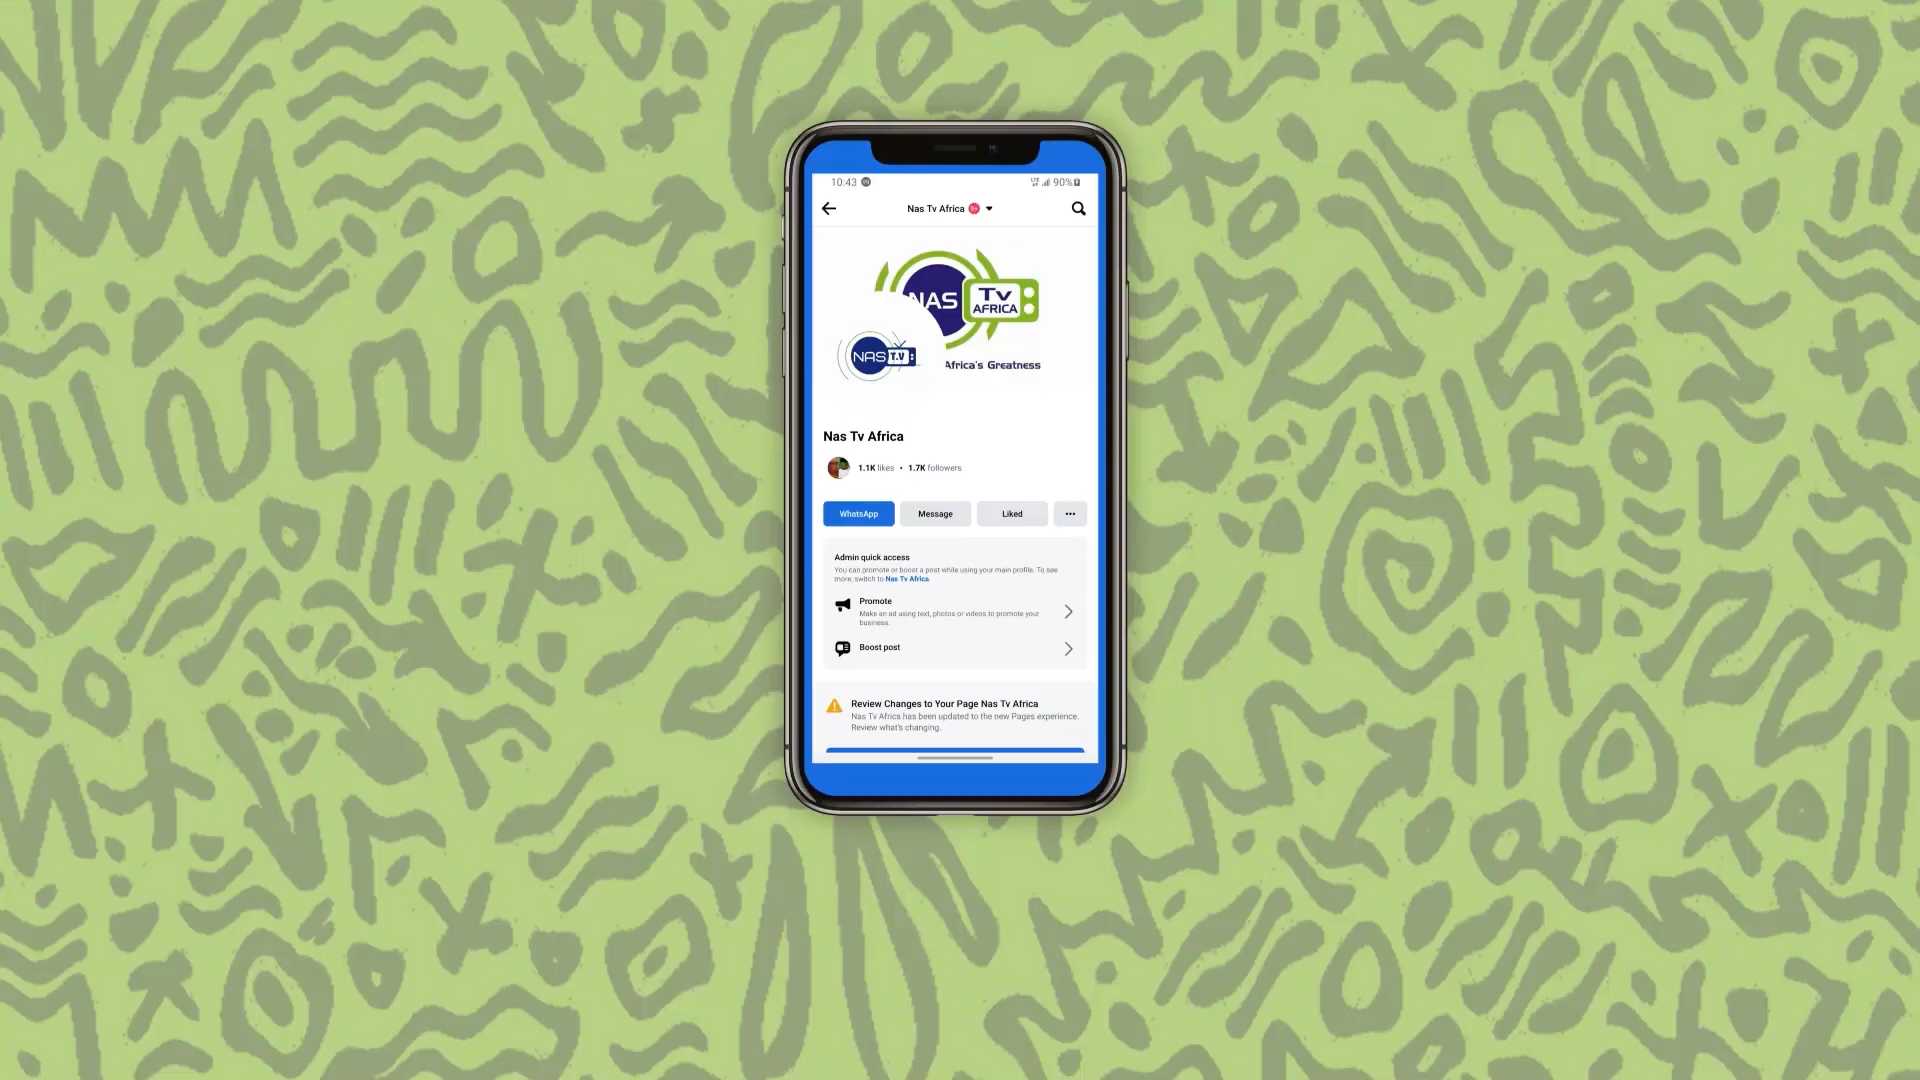 10:43
90%
Nas Tv Africa 9+
NAS
Tv
AFRICA
NAS T.V
Africa's Greatness
Nas Tv Africa
1.1K likes • 1.7K followers
WhatsApp
Message
Liked
Admin quick access
You can promote or boost a post while using your main profile. To see
more, switch to Nas Tv Africa.
Promote
Make an ad using text, photos or videos to promote your
business.
Boost post
Review Changes to Your Page Nas Tv Africa
Nas Tv Africa has been updated to the new Pages experience.
Review what's changing.